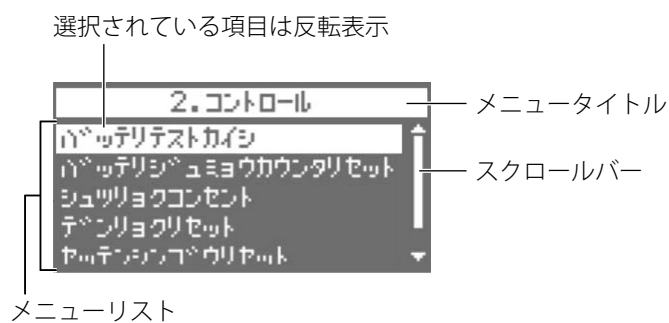 選択されている項目は反転表示
2.コントロール
メニュータイトル
バッテリテストカイシ
バッテリジュミョウカウンタリセット
スクロールバー
シュツリョクコンセント
デンリョクリセット
セッテンシンゴウリセット
メニューリスト